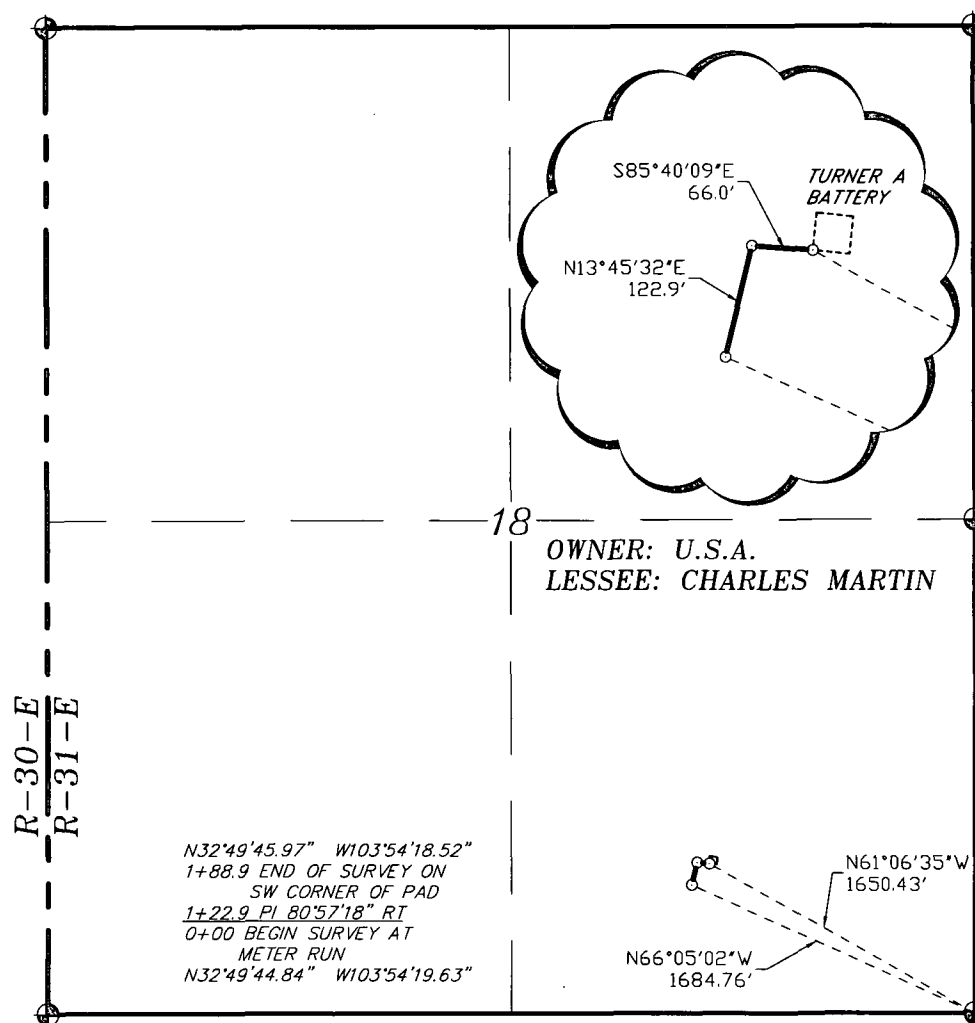 S85°40'09"E
66.0'
TURNER A
BATTERY
N13°45'32"E
122.9'
18
OWNER: U.S.A.
LESSEE: CHARLES MARTIN
R-30-E
R-31-E
N32°49'45.97" W103°54'18.52"
1+88.9 END OF SURVEY ON
SW CORNER OF PAD
1+22.9 PI 80°57'18" RT
0+00 BEGIN SURVEY AT
METER RUN
N32°49'44.84" W103°54'19.63"
N61°06'35"W
1650.43'
N66°05'02"W
1684.76'